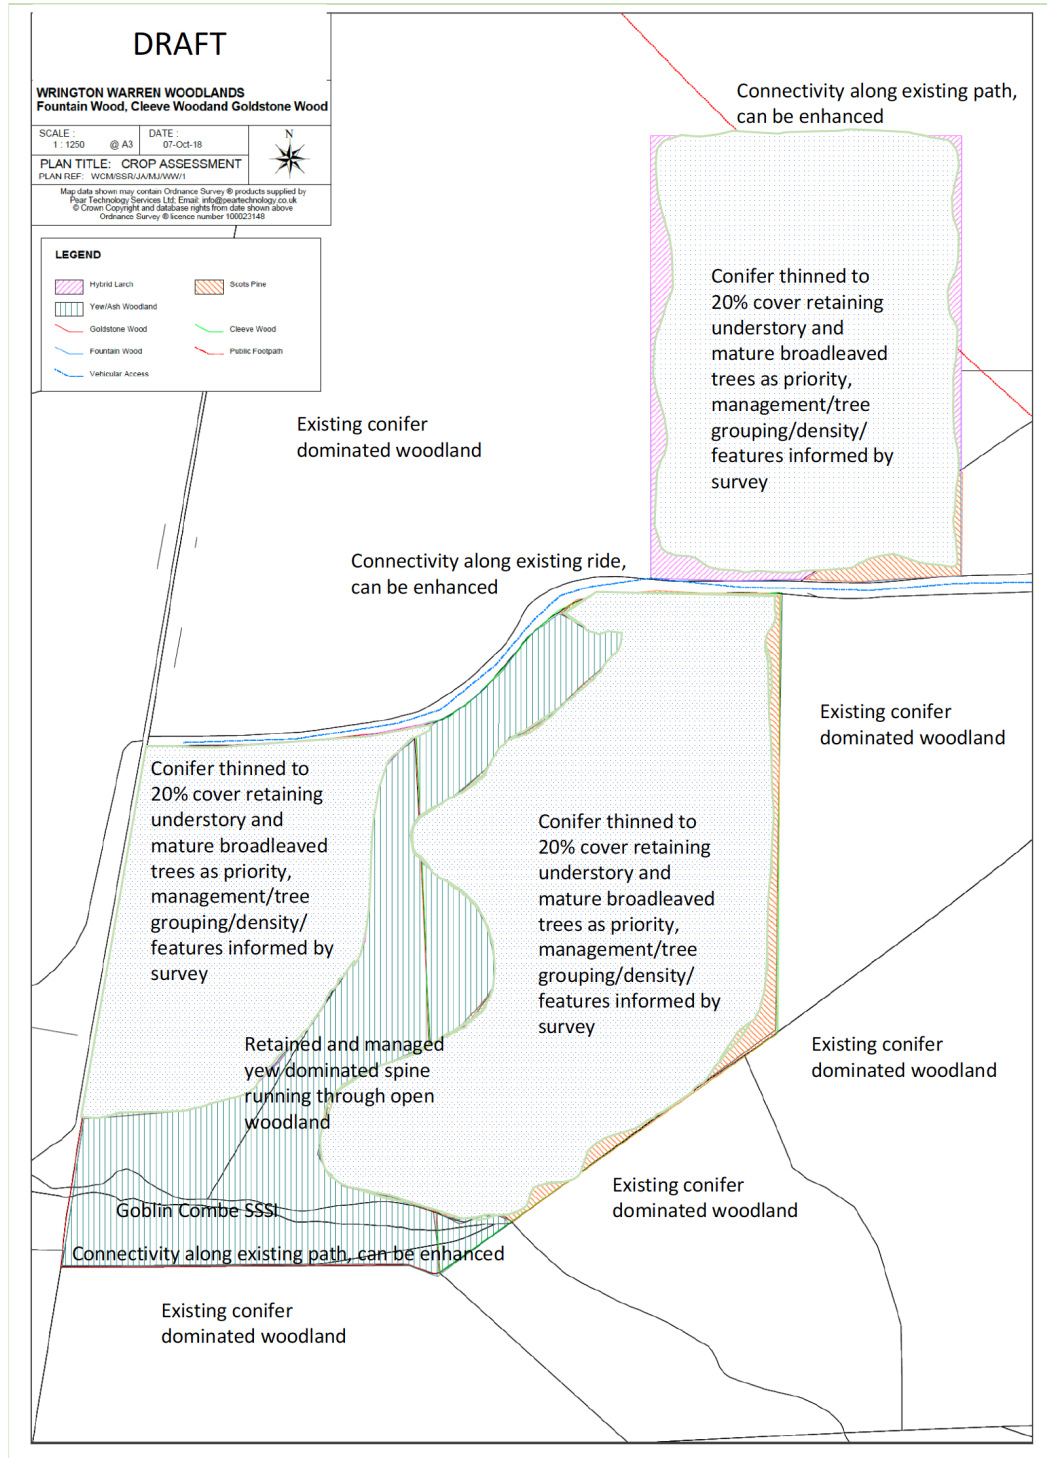 DRAFT
WRINGTON WARREN WOODLANDS
Fountain Wood, Cleeve Woodand Goldstone Wood
SCALE :
1 : 1250 @ A3
DATE :
07-Oct-18
N
PLAN TITLE: CROP ASSESSMENT
PLAN REF: WCM/SSR/JA/MJ/WW/1
Map data shown may contain Ordnance Survey ® products supplied by
Pear Technology Services Ltd; Email: info@peartechnology.co.uk
© Crown Copyright and database rights from date shown above
Ordnance Survey ® licence number 100023148
LEGEND
Hybrid Larch
Scots Pine
Yew/Ash Woodland
Goldstone Wood
Cleeve Wood
Fountain Wood
Public Footpath
Vehicular Access
Connectivity along existing path,
can be enhanced
Conifer thinned to
20% cover retaining
understory and
mature broadleaved
trees as priority,
management/tree
grouping/density/
features informed by
survey
Existing conifer
dominated woodland
Connectivity along existing ride,
can be enhanced
Existing conifer
dominated woodland
Conifer thinned to
20% cover retaining
understory and
mature broadleaved
trees as priority,
management/tree
grouping/density/
features informed by
survey
Conifer thinned to
20% cover retaining
understory and
mature broadleaved
trees as priority,
management/tree
grouping/density/
features informed by
survey
Retained and managed
yew dominated spine
running through open
woodland
Existing conifer
dominated woodland
Existing conifer
dominated woodland
Goblin Combe SSSI
Connectivity along existing path, can be enhanced
Existing conifer
dominated woodland